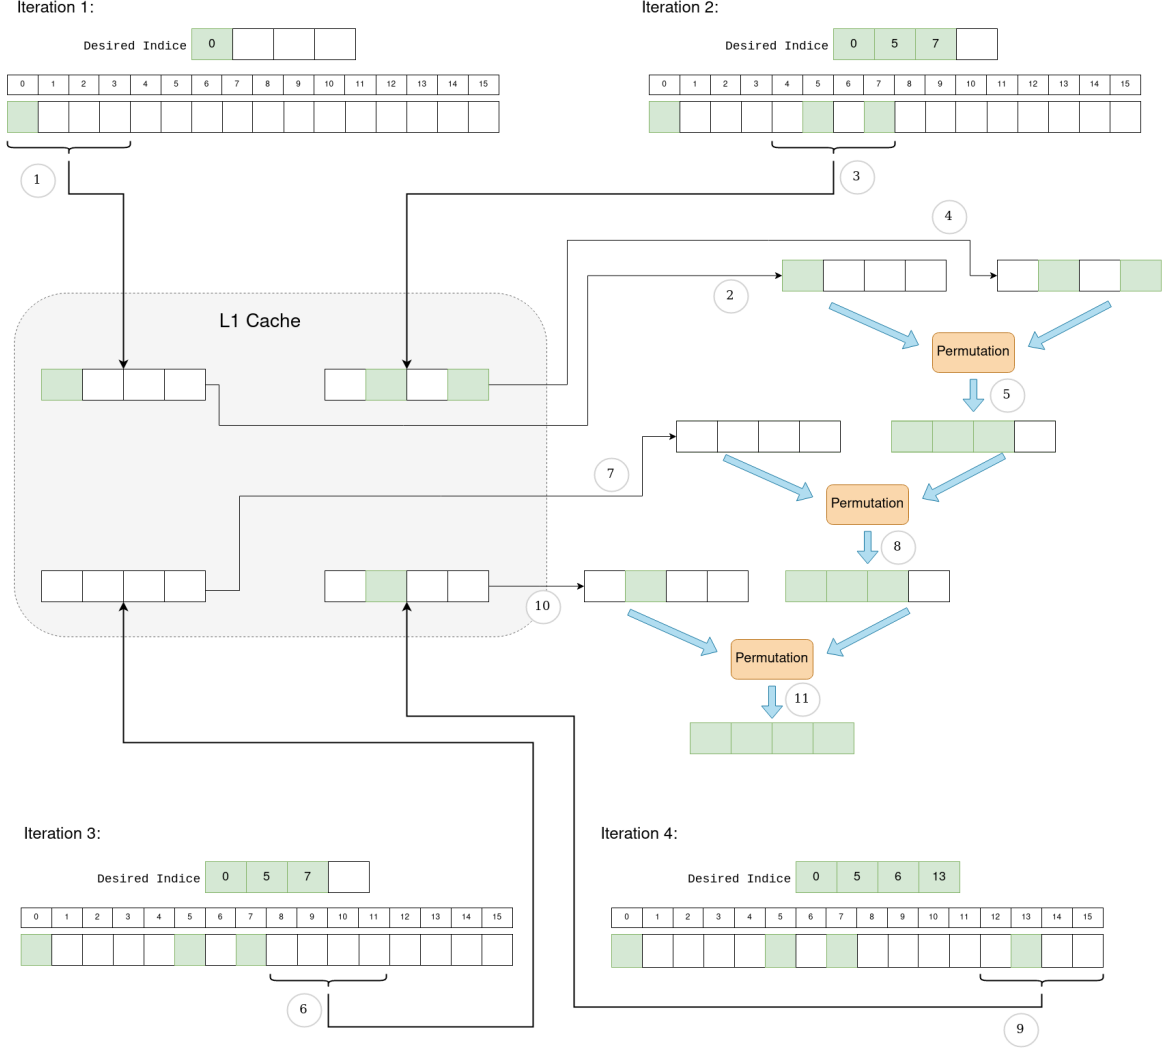 Iteration 1:
Desired Indice 0
0 1 2 3 4 5 6 7 8 9 10 11 12 13 14 15
1
Iteration 2:
Desired Indice 0 5 7
0 1 2 3 4 5 6 7 8 9 10 11 12 13 14 15
3
4
2
L1 Cache
Permutation
5
7
Permutation
8
10
Permutation
11
Iteration 3:
Desired Indice 0 5 7
0 1 2 3 4 5 6 7 8 9 10 11 12 13 14 15
6
Iteration 4:
Desired Indice 0 5 6 13
0 1 2 3 4 5 6 7 8 9 10 11 12 13 14 15
9